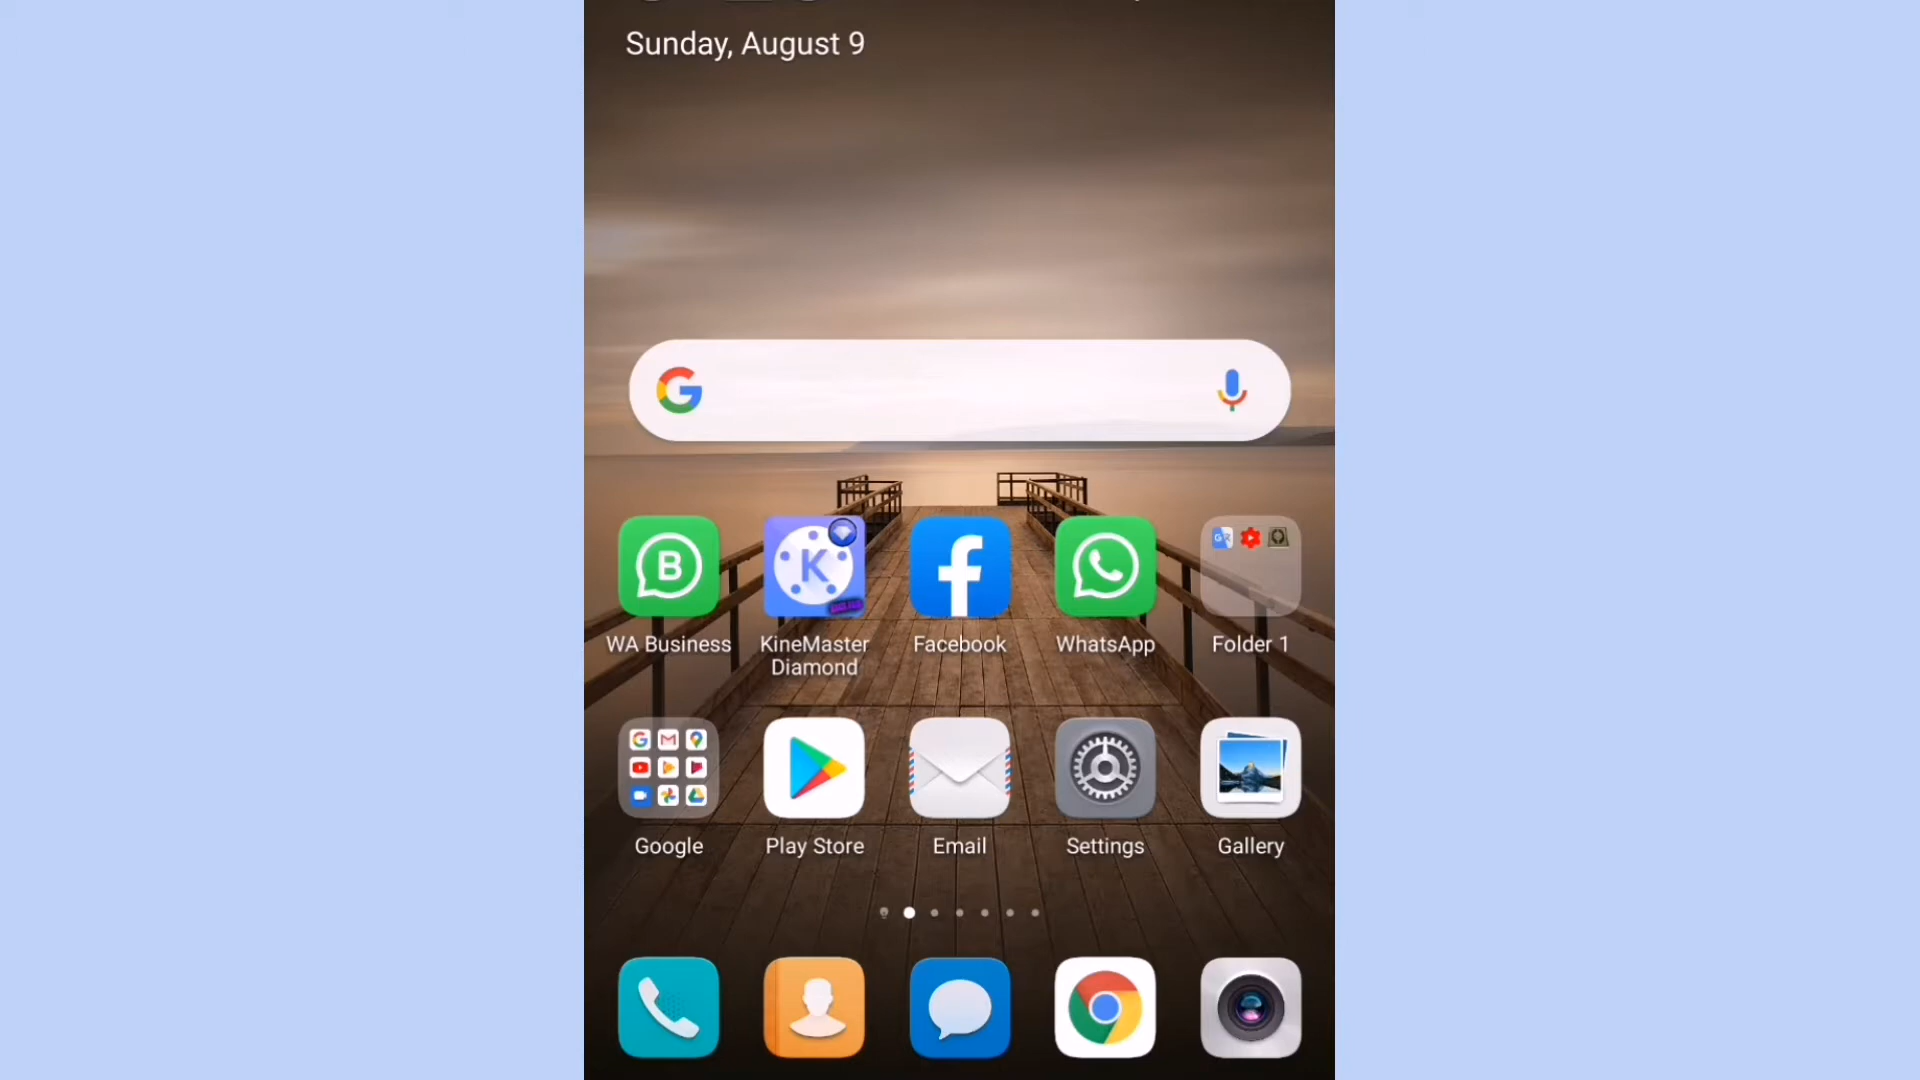 Sunday, August 9
WA Business
KineMaster Diamond
Facebook
WhatsApp
Folder 1
Google
Play Store
Email
Settings
Gallery